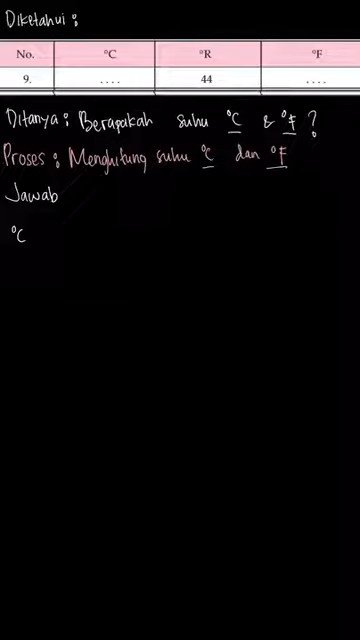 Diketahui :
No. °C °R °F
9. .... 44 ....
Ditanya : Berapakah suhu °C & °F ?
Proses : Menghitung suhu °C dan °F
Jawab
°C